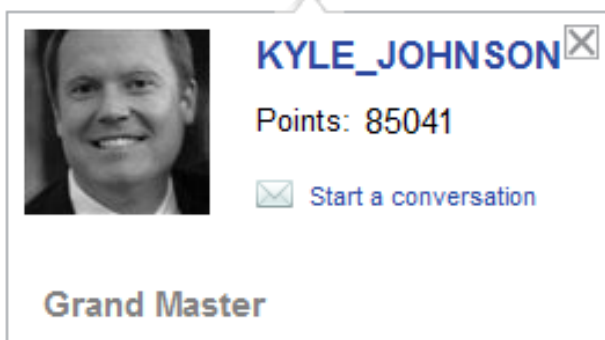 KYLE_JOHNSON
Points: 85041
Start a conversation
Grand Master